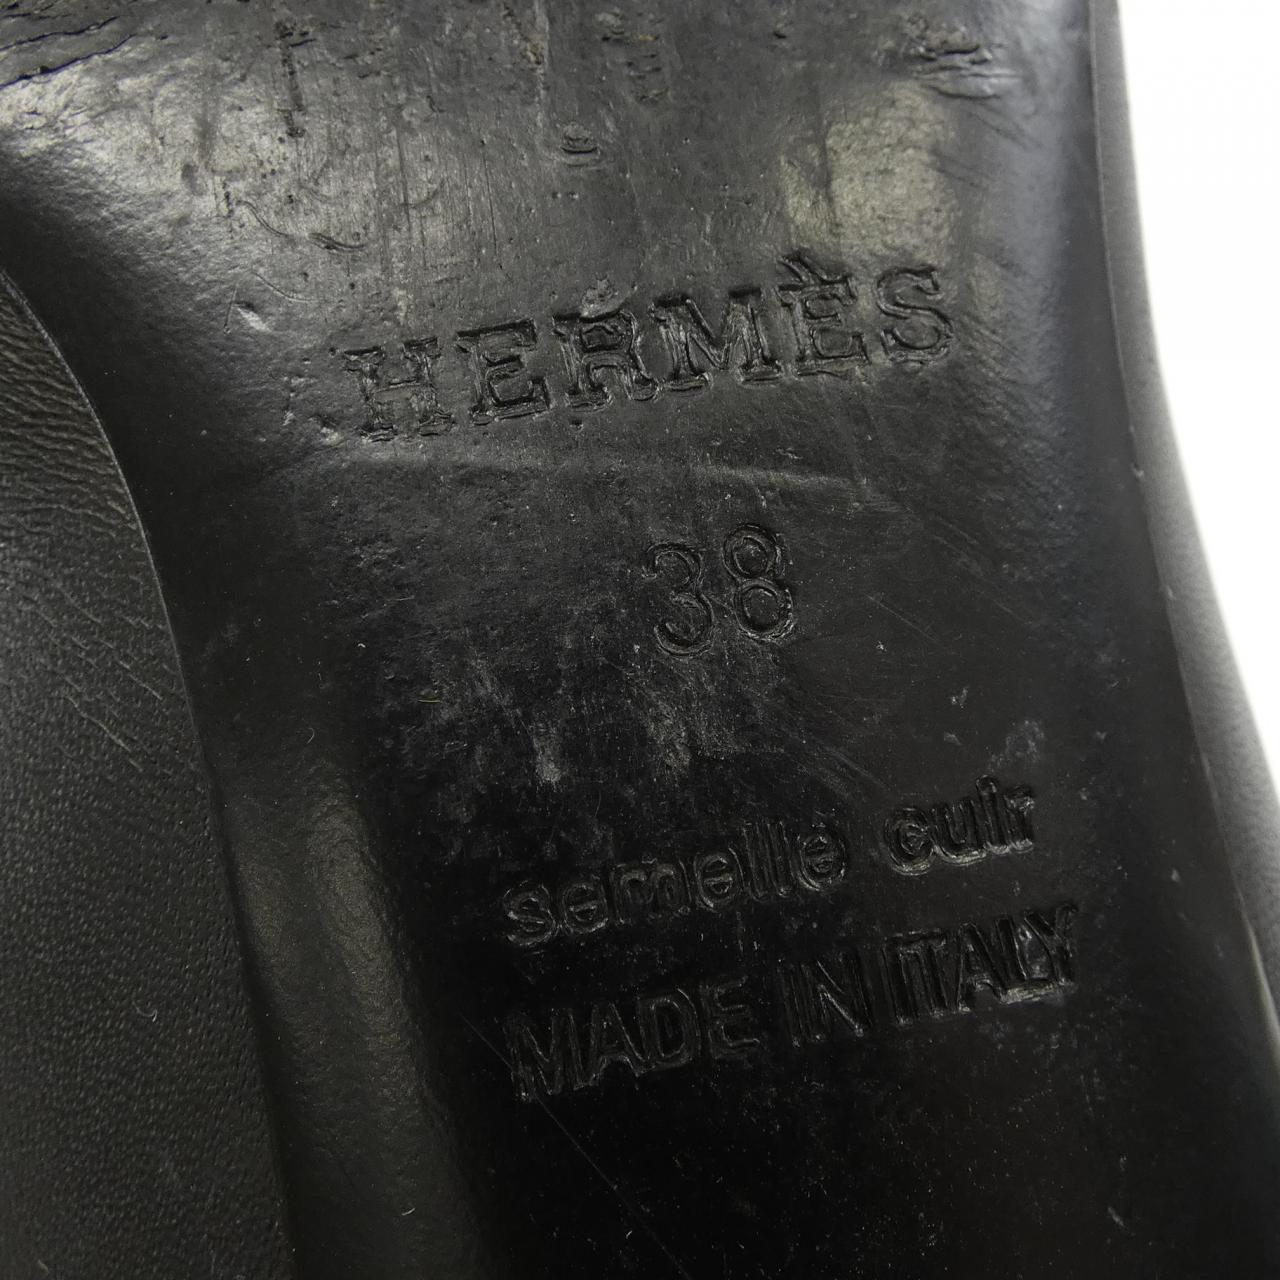 HERMÈS
38
semelle cuir
MADE IN ITALY